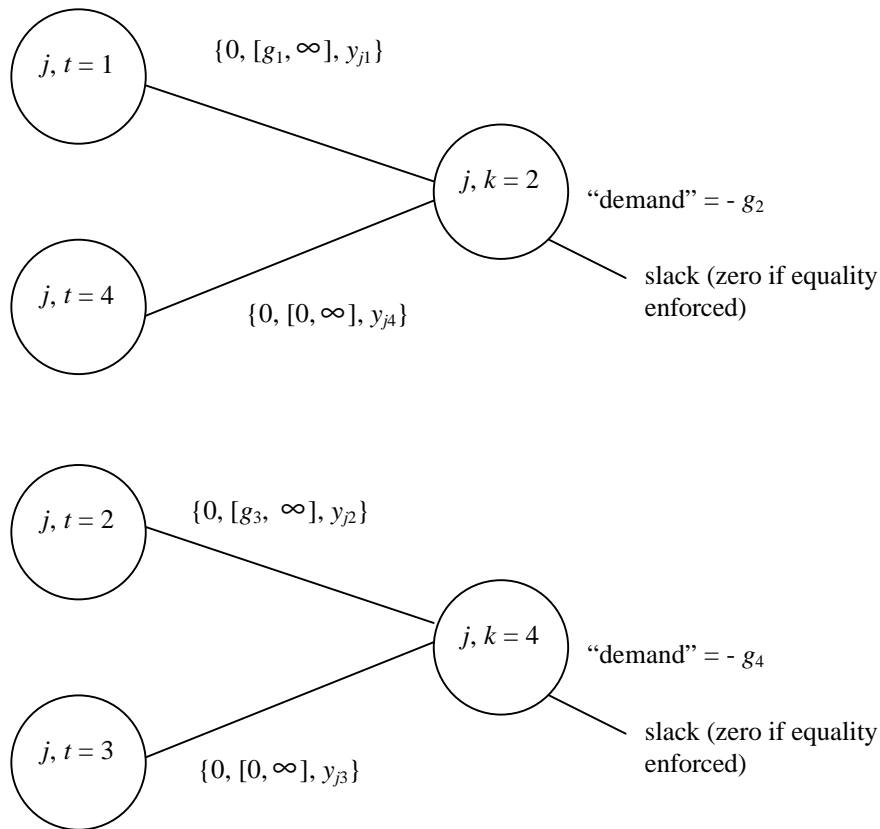 j, t = 1
{0, [g1, ∞], yj1}
j, k = 2
“demand” = - g2
j, t = 4
{0, [0, ∞], yj4}
slack (zero if equality
enforced)
j, t = 2
{0, [g3, ∞], yj2}
j, k = 4
“demand” = - g4
j, t = 3
{0, [0, ∞], yj3}
slack (zero if equality
enforced)